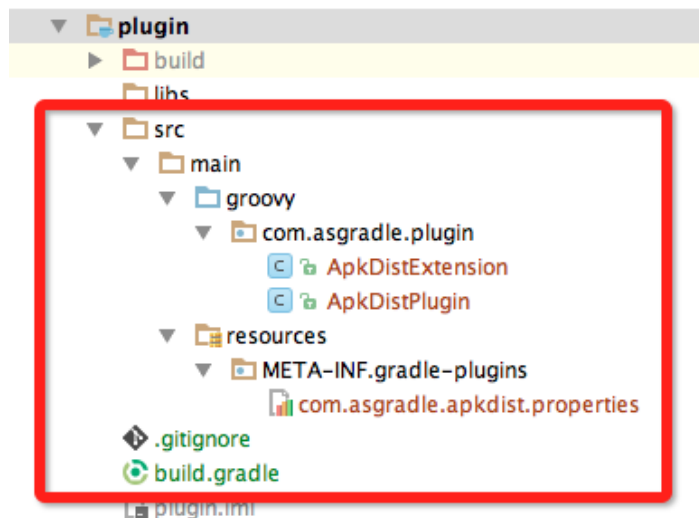 plugin
build
libs
src
main
groovy
com.asgradle.plugin
C ApkDistExtension
C ApkDistPlugin
resources
META-INF.gradle-plugins
com.asgradle.apkdist.properties
.gitignore
build.gradle
plugin.iml